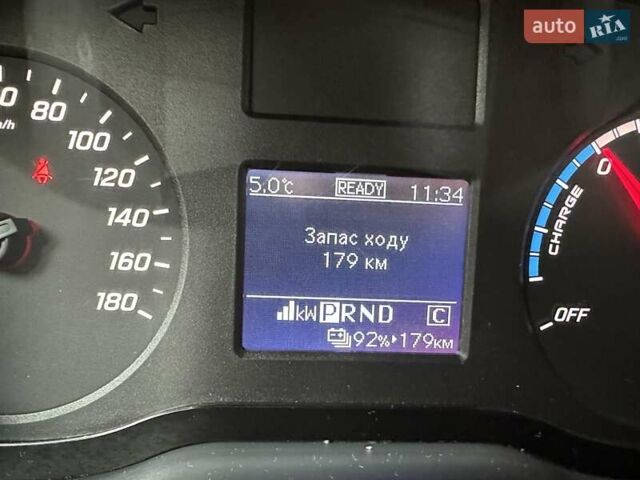 auto RIA.com
80
100
120
140
160
180
5.0°C READY 11:34
Запас ходу
179 км
kW PRND C
92% 179км
0
CHARGE
OFF